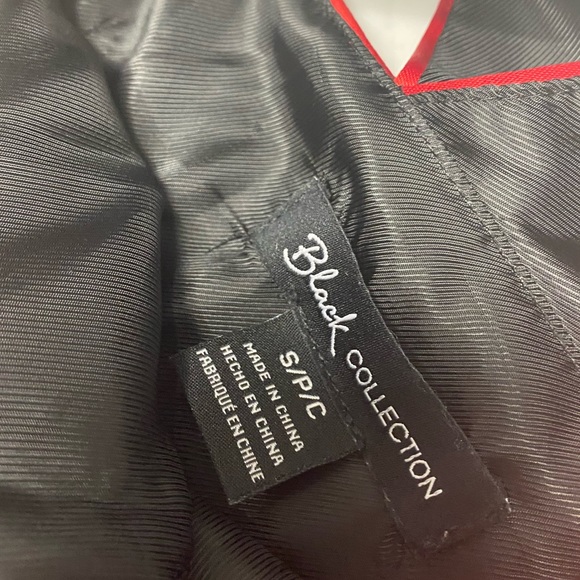 Black COLLECTION
S/P/C
MADE IN CHINA
HECHO EN CHINA
FABRIQUÉ EN CHINE